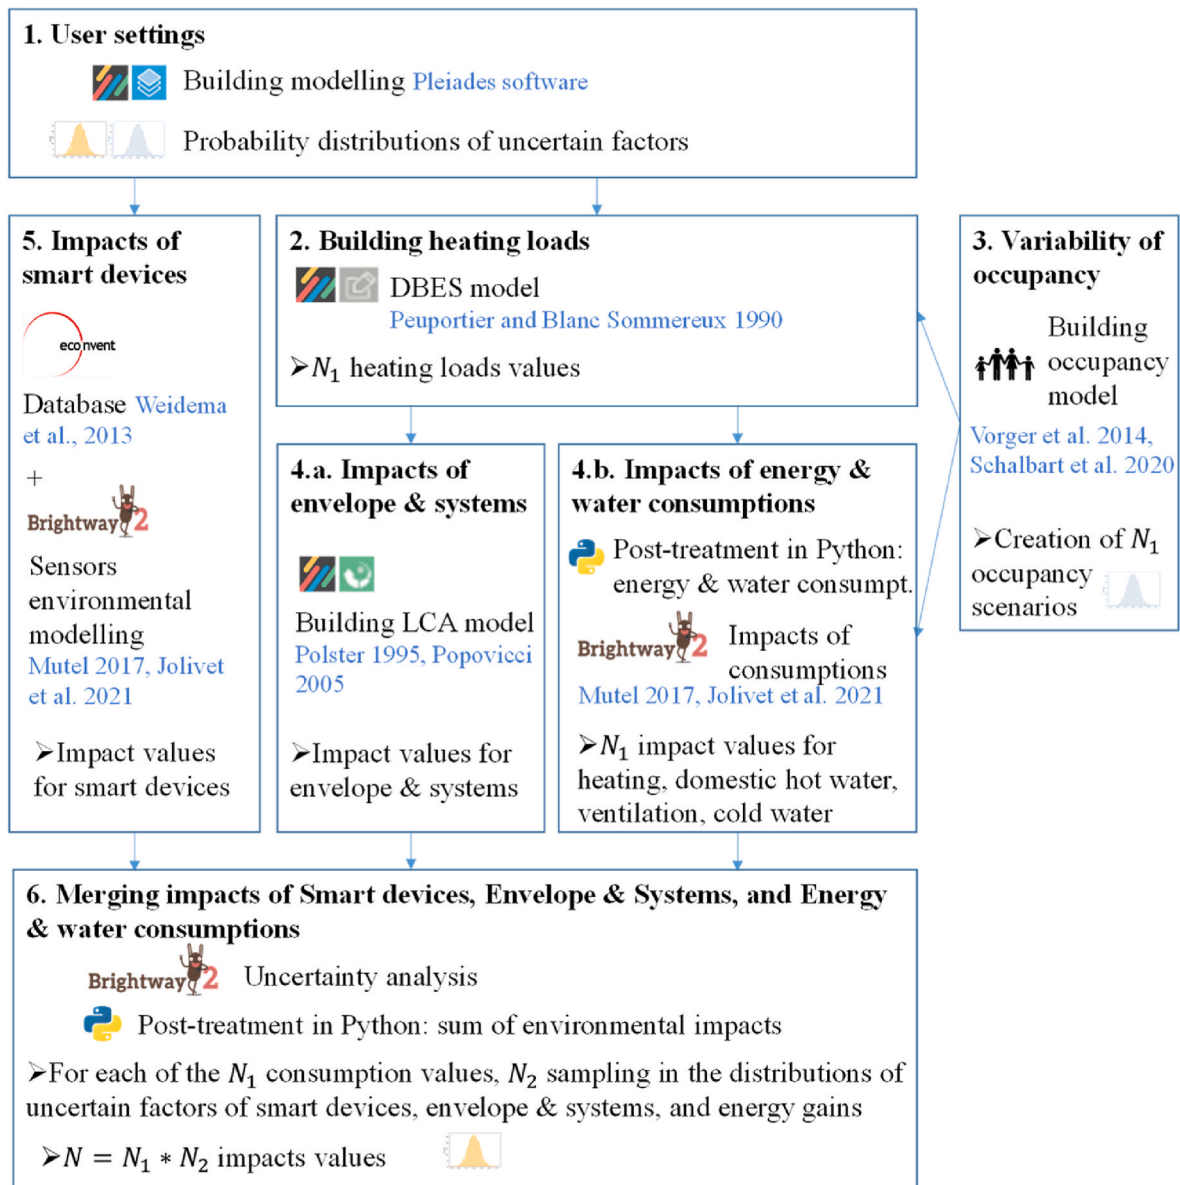 1. User settings
Building modelling Pleiades software
Probability distributions of uncertain factors
5. Impacts of
smart devices
ecoinvent
Database Weidema
et al., 2013
+
Brightway2
Sensors
environmental
modelling
Mutel 2017, Jolivet
et al. 2021
➢Impact values
for smart devices
2. Building heating loads
DBES model
Peuportier and Blanc Sommereux 1990
➢N₁ heating loads values
3. Variability of
occupancy
Building
occupancy
model
Vorger et al. 2014,
Schalbart et al. 2020
➢Creation of N₁
occupancy
scenarios
4.a. Impacts of
envelope & systems
Building LCA model
Polster 1995, Popovicci
2005
➢Impact values for
envelope & systems
4.b. Impacts of energy &
water consumptions
Post-treatment in Python:
energy & water consumpt.
Brightway2 Impacts of
consumptions
Mutel 2017, Jolivet et al. 2021
➢N₁ impact values for
heating, domestic hot water,
ventilation, cold water
6. Merging impacts of Smart devices, Envelope & Systems, and Energy
& water consumptions
Brightway2 Uncertainty analysis
Post-treatment in Python: sum of environmental impacts
➢For each of the N₁ consumption values, N₂ sampling in the distributions of
uncertain factors of smart devices, envelope & systems, and energy gains
➢N = N₁ * N₂ impacts values